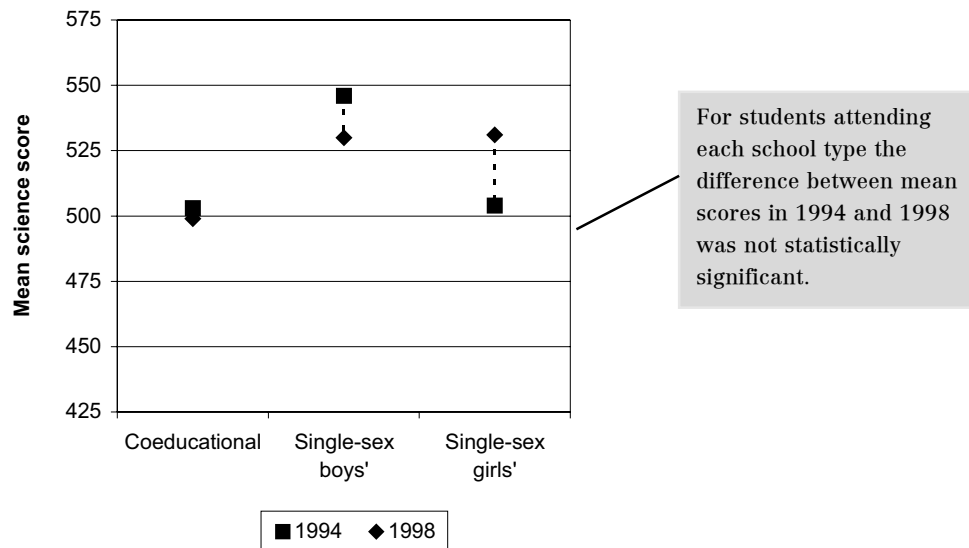 575
550
525
500
475
450
425
Mean science score
Coeducational
Single-sex
boys'
Single-sex
girls'
1994
1998
For students attending
each school type the
difference between mean
scores in 1994 and 1998
was not statistically
significant.